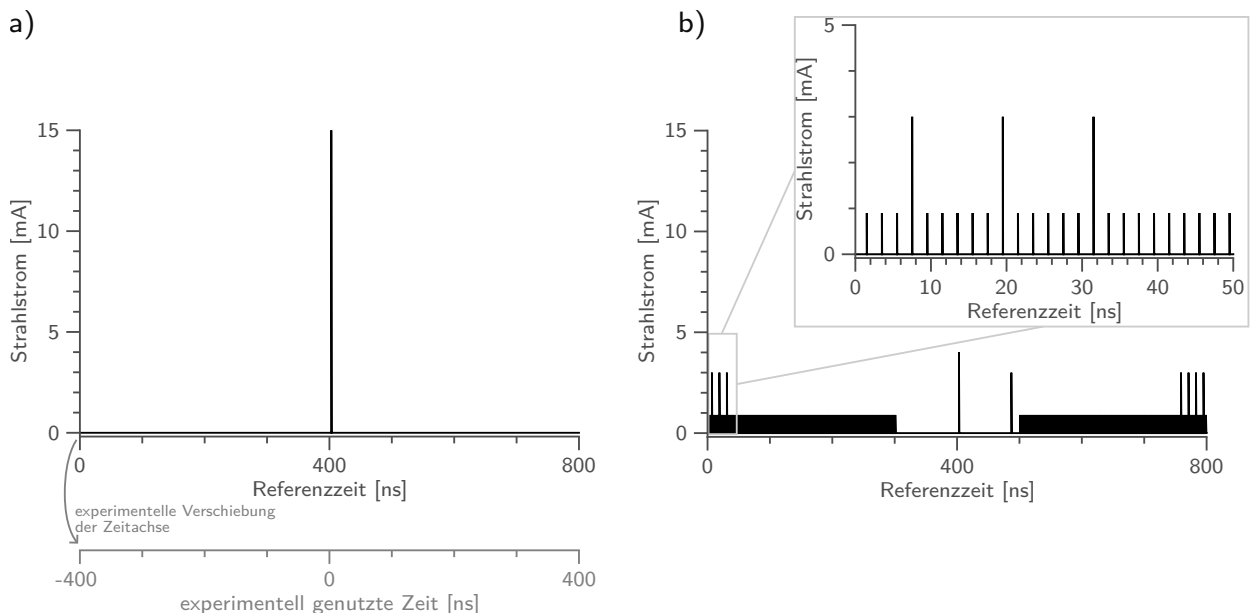 a)
15
10
5
0
Strahlstrom [mA]
0 400 800
Referenzzeit [ns]
experimentelle Verschiebung
der Zeitachse
-400 0 400
experimentell genutzte Zeit [ns]
b)
15
10
5
0
Strahlstrom [mA]
0 400 800
Referenzzeit [ns]
5
0
Strahlstrom [mA]
0 10 20 30 40 50
Referenzzeit [ns]